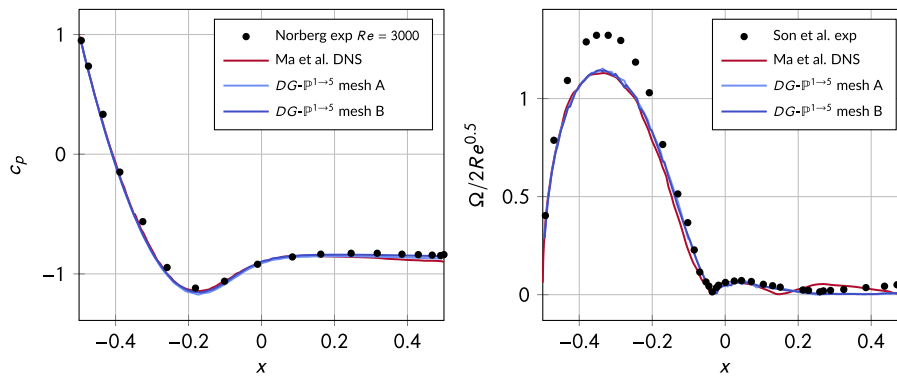 Norberg exp Re = 3000
Ma et al. DNS
DG-ℙ¹→⁵ mesh A
DG-ℙ¹→⁵ mesh B
1
0
−1
c_p
−0.4 −0.2 0 0.2 0.4
x
Son et al. exp
Ma et al. DNS
DG-ℙ¹→⁵ mesh A
DG-ℙ¹→⁵ mesh B
1
0.5
0
Ω/2Re^0.5
−0.4 −0.2 0 0.2 0.4
x